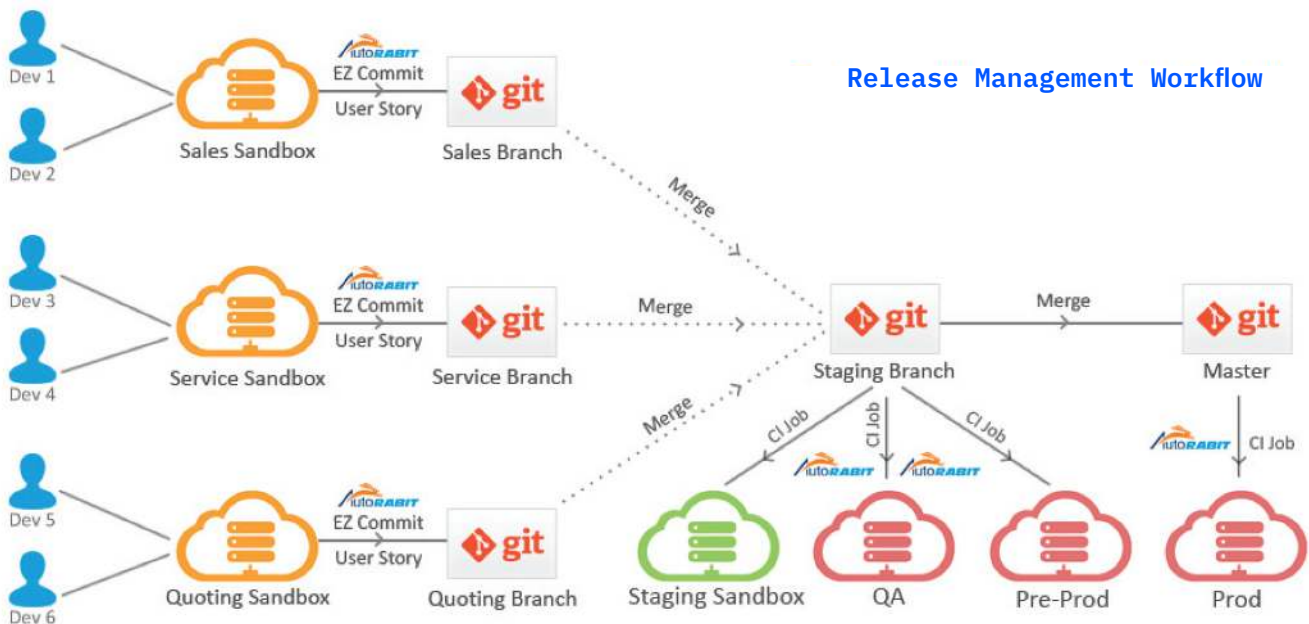 Release Management Workflow
Dev 1
Dev 2
Sales Sandbox
AutoRABIT
EZ Commit
User Story
git
Sales Branch
Merge
Dev 3
Dev 4
Service Sandbox
AutoRABIT
EZ Commit
User Story
git
Service Branch
Merge
Dev 5
Dev 6
Quoting Sandbox
AutoRABIT
EZ Commit
User Story
git
Quoting Branch
Merge
git
Staging Branch
Merge
git
Master
CI Job
CI Job
CI Job
AutoRABIT
AutoRABIT
AutoRABIT
CI Job
Staging Sandbox
QA
Pre-Prod
Prod